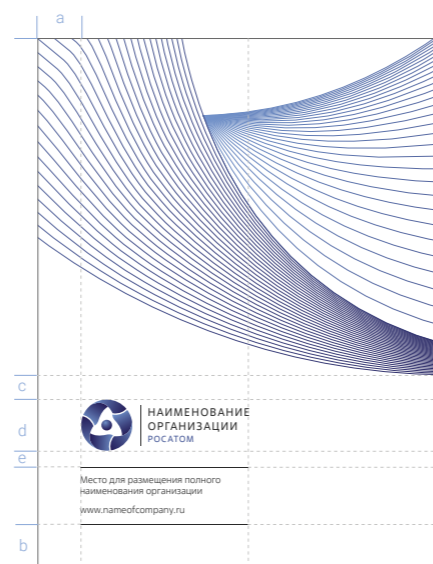 a
c
d
НАИМЕНОВАНИЕ
ОРГАНИЗАЦИИ
РОСАТОМ
e
Место для размещения полного
наименования организации
www.nameofcompany.ru
b